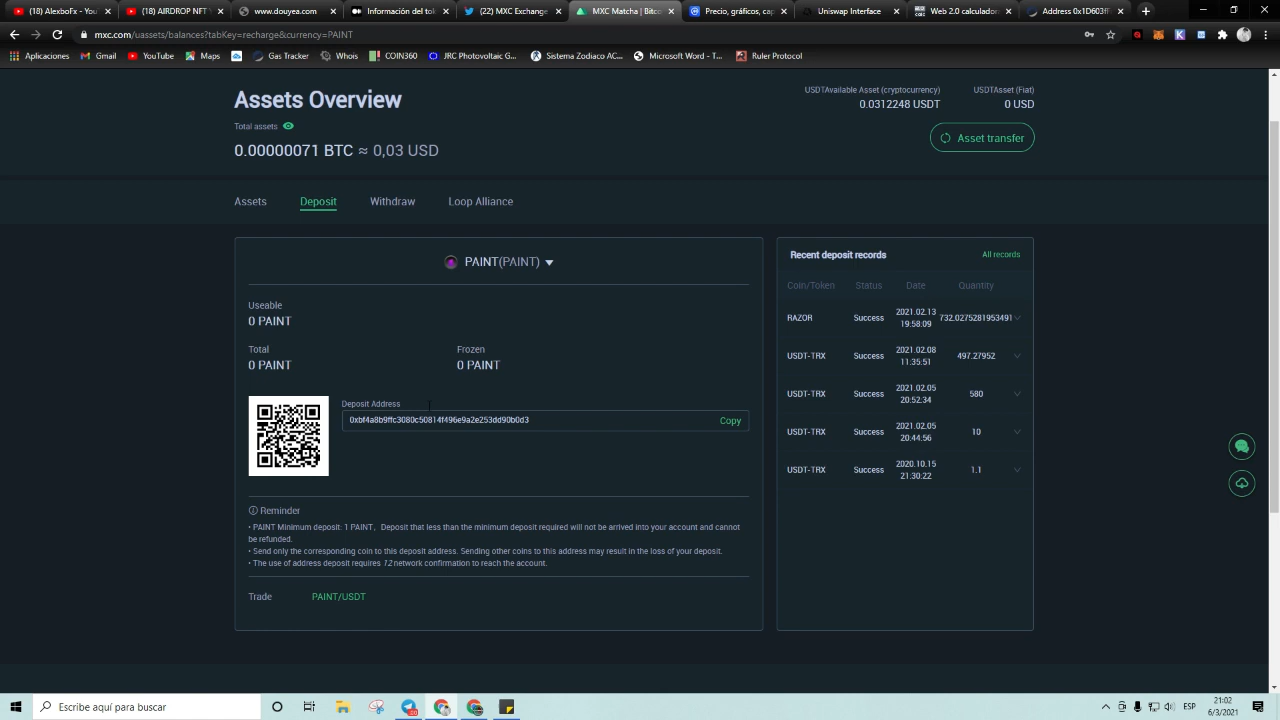 (18) AlexboFx - You
(18) AIRDROP NFT
www.douyea.com
Información del tok
(22) MXC Exchange
MXC Matcha | Bitco
Precio, gráficos, cap
Uniswap Interface
Web 2.0 calculador
Address 0x1D603ff
mxc.com/uassets/balances?tabKey=recharge&currency=PAINT
Aplicaciones
Gmail
YouTube
Maps
Gas Tracker
Whois
COIN360
JRC Photovoltaic G...
Sistema Zodiaco AC...
Microsoft Word - T...
Ruler Protocol
Assets Overview
USDTAvailable Asset (cryptocurrency)
0.0312248 USDT
USDTAsset (Fiat)
0 USD
Total assets
0.00000071 BTC ≈ 0,03 USD
Asset transfer
Assets
Deposit
Withdraw
Loop Alliance
PAINT(PAINT)
Useable
0 PAINT
Total
0 PAINT
Frozen
0 PAINT
Deposit Address
0xbf4a8b9ffc3080c50814f496e9a2e253dd90b0d3
Copy
Reminder
• PAINT Minimum deposit: 1 PAINT，Deposit that less than the minimum deposit required will not be arrived into your account and cannot
be refunded.
• Send only the corresponding coin to this deposit address. Sending other coins to this address may result in the loss of your deposit.
• The use of address deposit requires 12 network confirmation to reach the account.
Trade
PAINT/USDT
Recent deposit records
All records
Coin/Token Status Date Quantity
RAZOR Success 2021.02.13 732.0275281953491
19:58:09
USDT-TRX Success 2021.02.08 497.27952
11:35:51
USDT-TRX Success 2021.02.05 580
20:52:34
USDT-TRX Success 2021.02.05 10
20:44:56
USDT-TRX Success 2020.10.15 1.1
21:30:22
Escribe aquí para buscar
ESP
21:02
6/3/2021